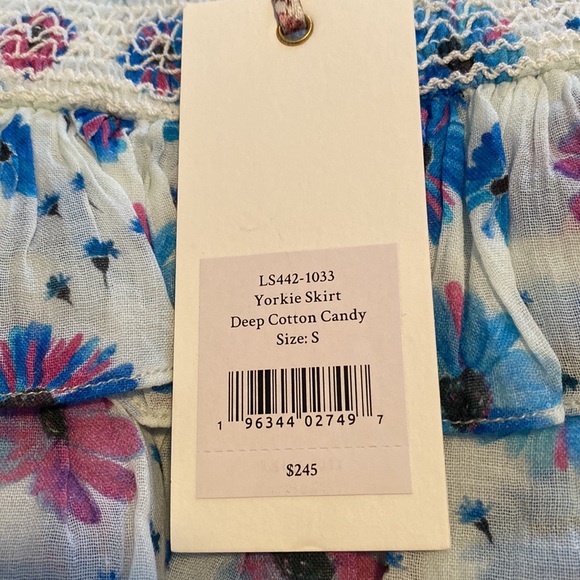 LS442-1033
Yorkie Skirt
Deep Cotton Candy
Size: S
1 96344 02749 7
$245